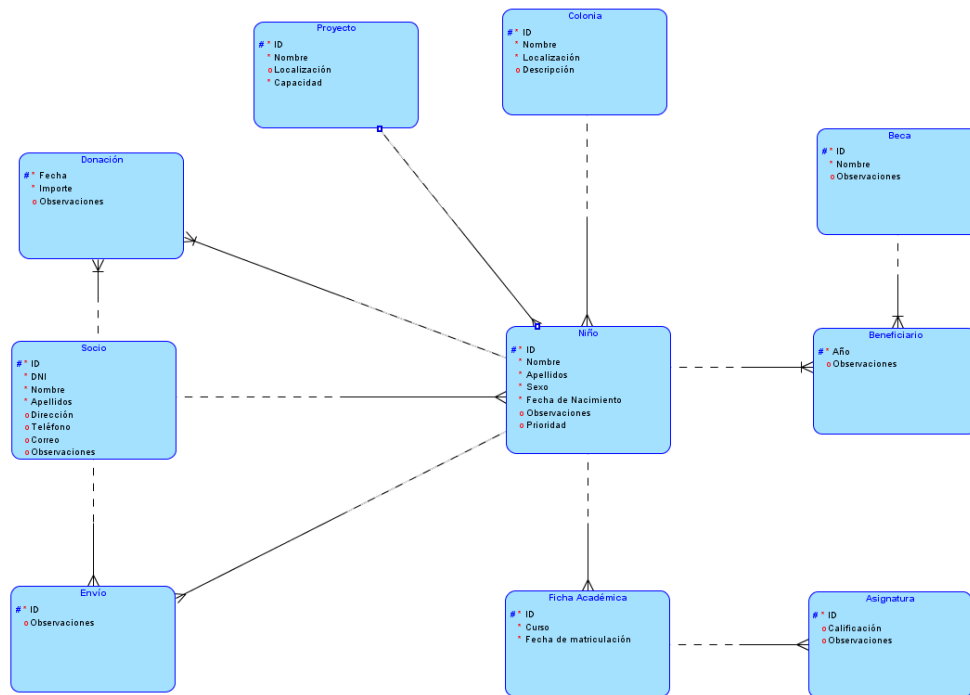 Proyecto
# * ID
* Nombre
o Localización
* Capacidad
Colonia
# * ID
* Nombre
* Localización
o Descripción
Beca
# * ID
* Nombre
o Observaciones
Donación
# * Fecha
* Importe
o Observaciones
Socio
# * ID
* DNI
* Nombre
* Apellidos
o Dirección
o Teléfono
o Correo
o Observaciones
Niño
# * ID
* Nombre
* Apellidos
* Sexo
* Fecha de Nacimiento
o Observaciones
o Prioridad
Beneficiario
# * Año
o Observaciones
Envío
# * ID
o Observaciones
Ficha Académica
# * ID
* Curso
* Fecha de matriculación
Asignatura
# * ID
o Calificación
o Observaciones